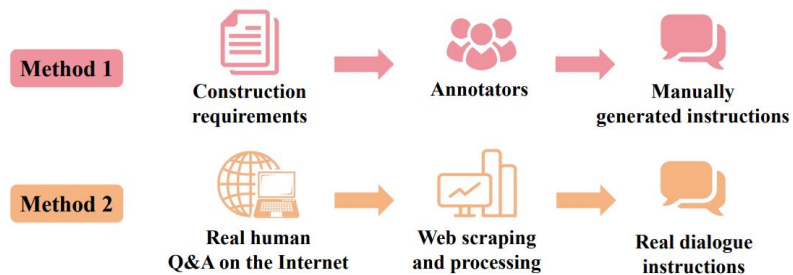 Method 1
Construction
requirements
Annotators
Manually
generated instructions
Method 2
Real human
Q&A on the Internet
Web scraping
and processing
Real dialogue
instructions